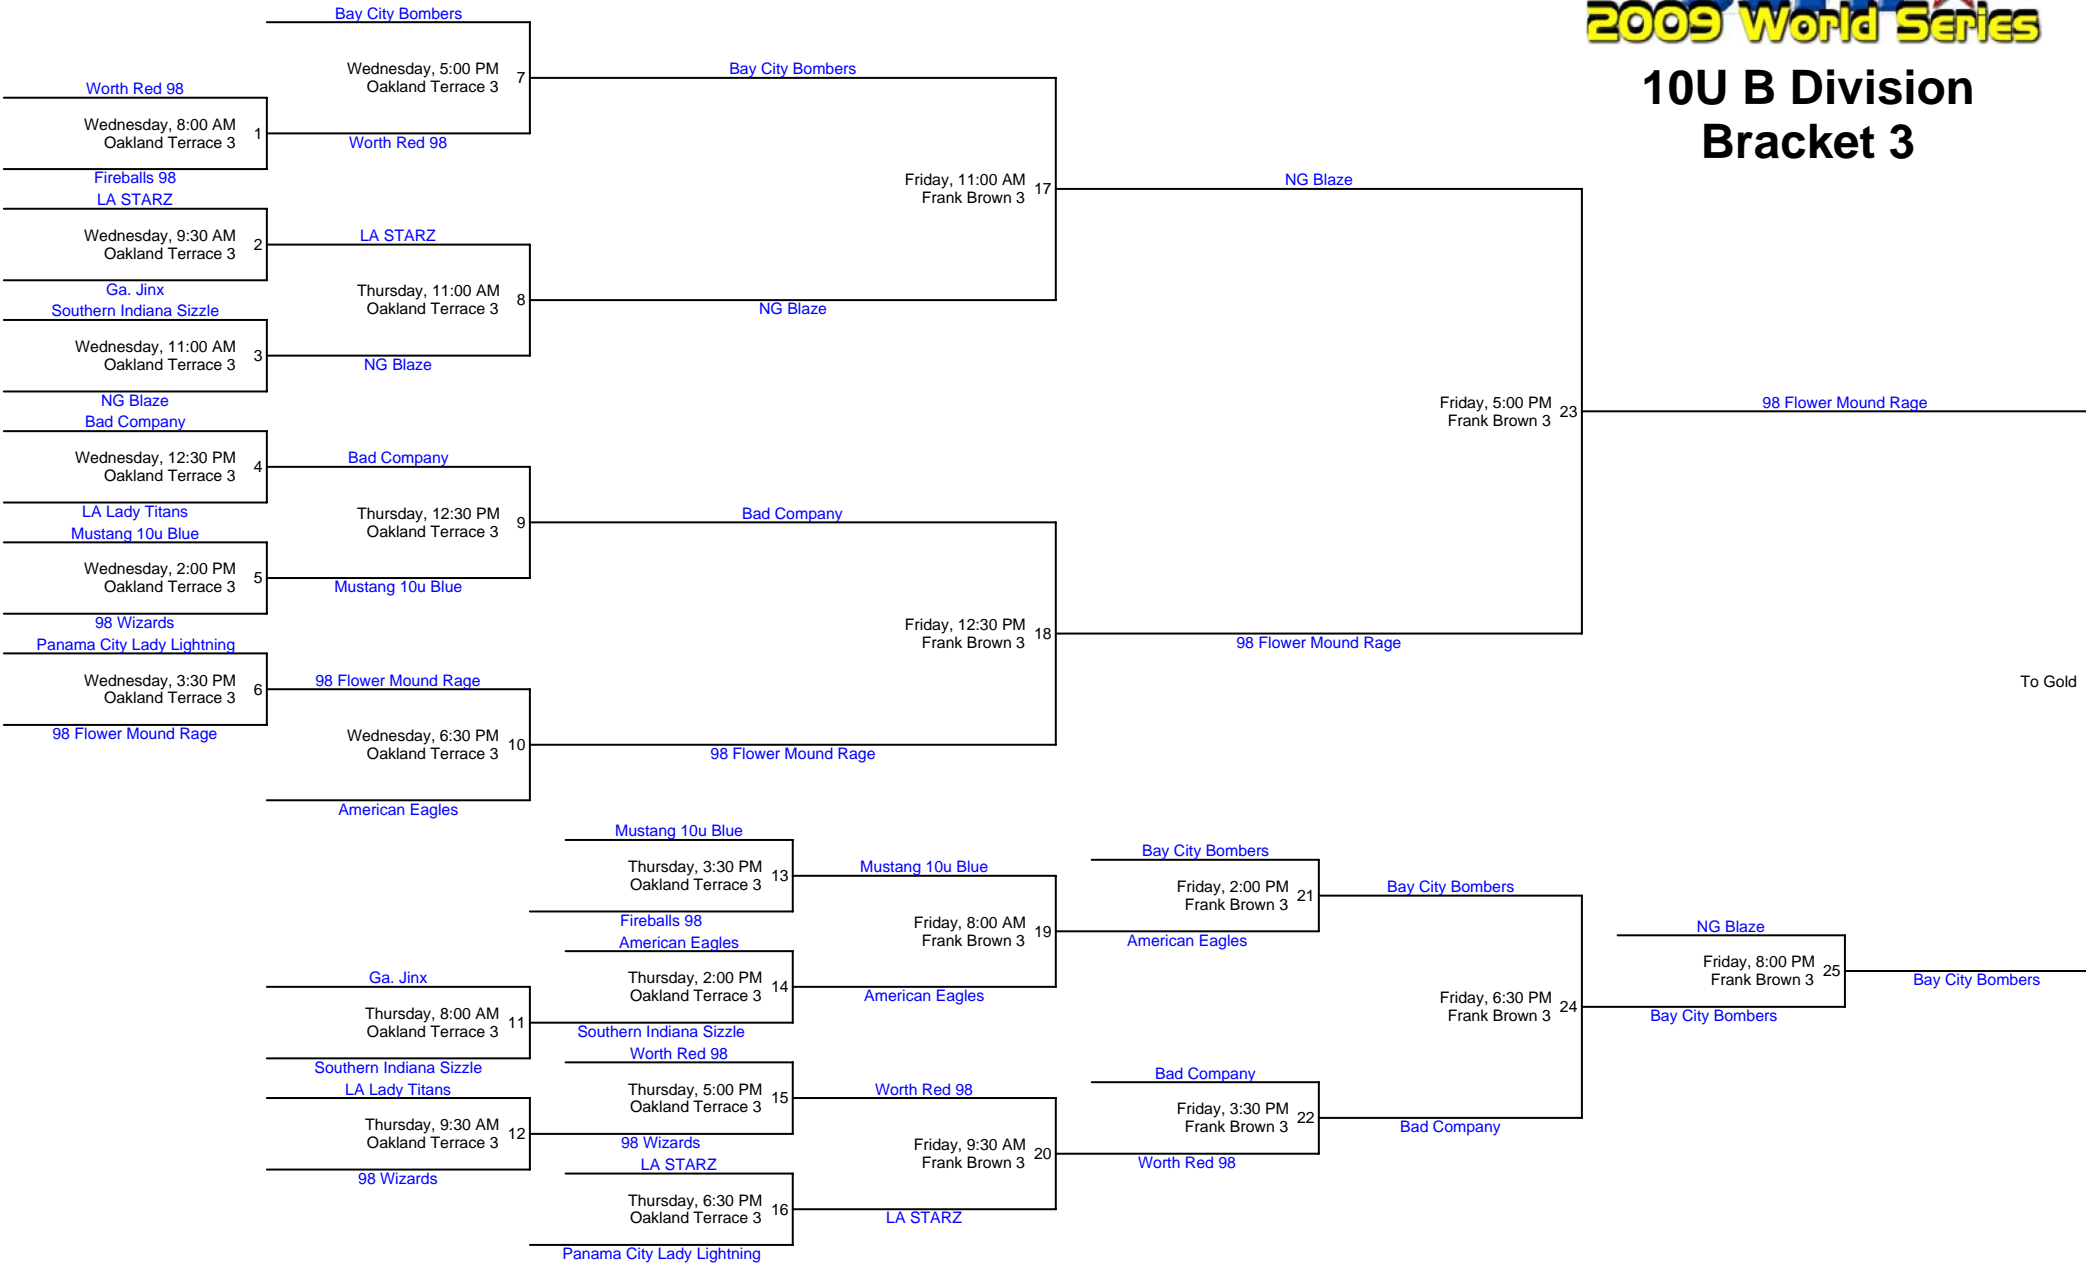 2009 World Series
10U B Division
Bracket 3
Bay City Bombers
Wednesday, 5:00 PM
Oakland Terrace 3
7
Bay City Bombers
Worth Red 98
Wednesday, 8:00 AM
Oakland Terrace 3
1
Worth Red 98
Fireballs 98
Friday, 11:00 AM
Frank Brown 3
17
NG Blaze
LA STARZ
Wednesday, 9:30 AM
Oakland Terrace 3
2
LA STARZ
Ga. Jinx
Thursday, 11:00 AM
Oakland Terrace 3
8
NG Blaze
Southern Indiana Sizzle
Wednesday, 11:00 AM
Oakland Terrace 3
3
NG Blaze
NG Blaze
Friday, 5:00 PM
Frank Brown 3
23
98 Flower Mound Rage
Bad Company
Wednesday, 12:30 PM
Oakland Terrace 3
4
Bad Company
LA Lady Titans
Thursday, 12:30 PM
Oakland Terrace 3
9
Bad Company
Mustang 10u Blue
Wednesday, 2:00 PM
Oakland Terrace 3
5
Mustang 10u Blue
98 Wizards
Friday, 12:30 PM
Frank Brown 3
18
98 Flower Mound Rage
Panama City Lady Lightning
Wednesday, 3:30 PM
Oakland Terrace 3
6
98 Flower Mound Rage
98 Flower Mound Rage
To Gold
Wednesday, 6:30 PM
Oakland Terrace 3
10
98 Flower Mound Rage
American Eagles
Mustang 10u Blue
Thursday, 3:30 PM
Oakland Terrace 3
13
Mustang 10u Blue
Fireballs 98
Bay City Bombers
Friday, 2:00 PM
Frank Brown 3
21
Bay City Bombers
Friday, 8:00 AM
Frank Brown 3
19
American Eagles
American Eagles
Thursday, 2:00 PM
Oakland Terrace 3
14
American Eagles
NG Blaze
Friday, 8:00 PM
Frank Brown 3
25
Bay City Bombers
Ga. Jinx
Thursday, 8:00 AM
Oakland Terrace 3
11
Southern Indiana Sizzle
Southern Indiana Sizzle
Friday, 6:30 PM
Frank Brown 3
24
Bay City Bombers
Worth Red 98
Thursday, 5:00 PM
Oakland Terrace 3
15
Worth Red 98
LA Lady Titans
Thursday, 9:30 AM
Oakland Terrace 3
12
98 Wizards
98 Wizards
Bad Company
Friday, 3:30 PM
Frank Brown 3
22
Bad Company
Friday, 9:30 AM
Frank Brown 3
20
Worth Red 98
LA STARZ
Thursday, 6:30 PM
Oakland Terrace 3
16
LA STARZ
Panama City Lady Lightning